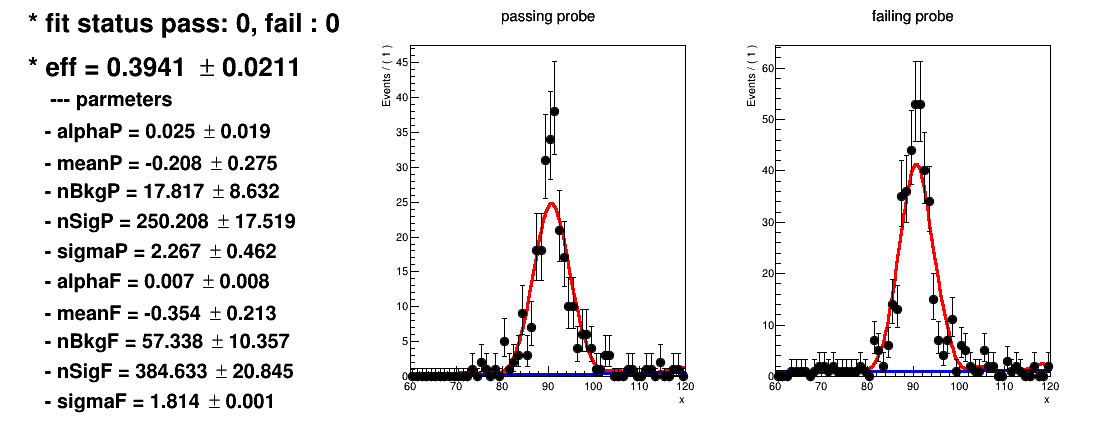 * fit status pass: 0, fail : 0
* eff = 0.3941 ± 0.0211
--- parmeters
- alphaP = 0.025 ± 0.019
- meanP = -0.208 ± 0.275
- nBkgP = 17.817 ± 8.632
- nSigP = 250.208 ± 17.519
- sigmaP = 2.267 ± 0.462
- alphaF = 0.007 ± 0.008
- meanF = -0.354 ± 0.213
- nBkgF = 57.338 ± 10.357
- nSigF = 384.633 ± 20.845
- sigmaF = 1.814 ± 0.001
passing probe
Events / ( 1 )
45
40
35
30
25
20
15
10
5
0
60 70 80 90 100 110 120
x
failing probe
Events / ( 1 )
60
50
40
30
20
10
0
60 70 80 90 100 110 120
x